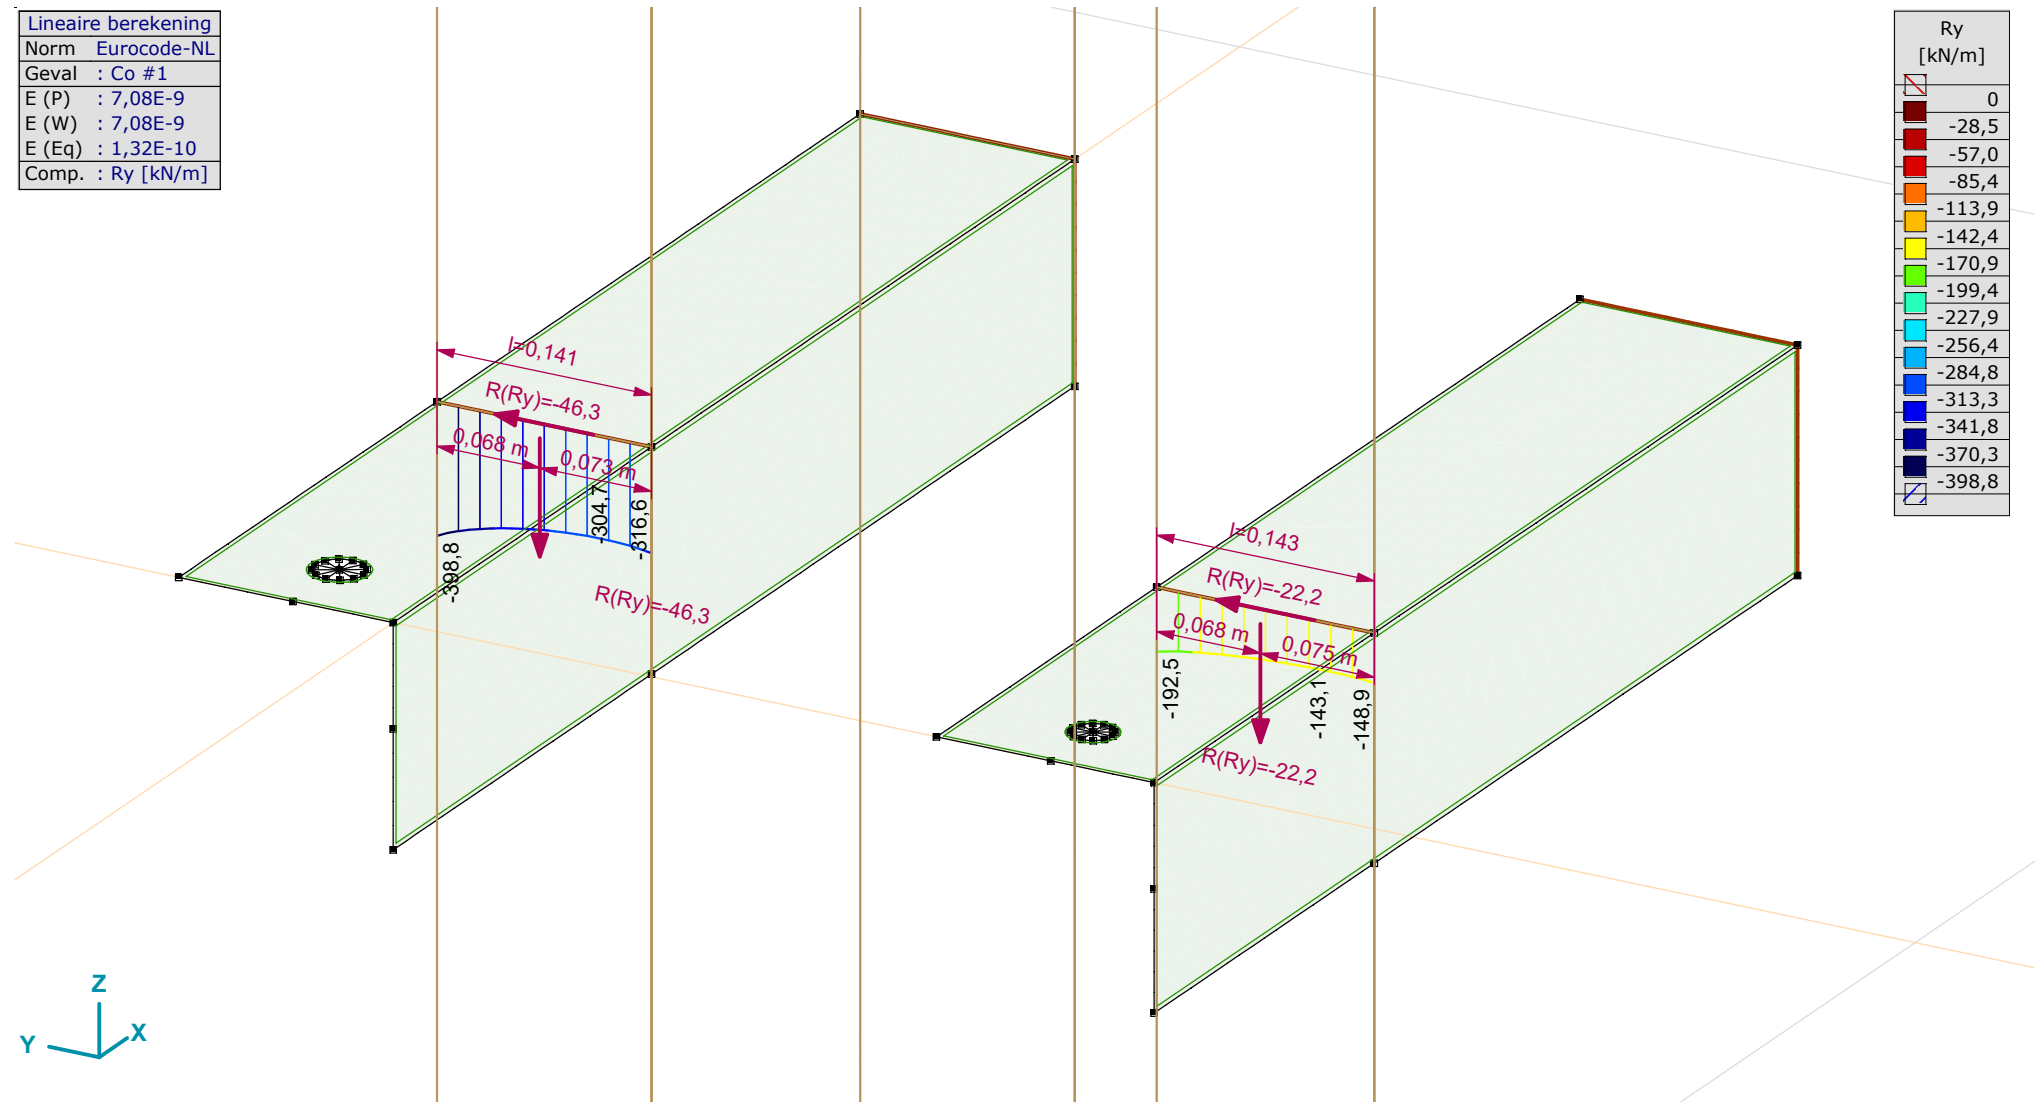 Lineaire berekening
Norm Eurocode-NL
Geval : Co #1
E (P) : 7,08E-9
E (W) : 7,08E-9
E (Eq) : 1,32E-10
Comp. : Ry [kN/m]
Ry
[kN/m]
0
-28,5
-57,0
-85,4
-113,9
-142,4
-170,9
-199,4
-227,9
-256,4
-284,8
-313,3
-341,8
-370,3
-398,8
l=0,141
R(Ry)=-46,3
0,068 m
0,073 m
-304,7
-316,6
-398,8
R(Ry)=-46,3
l=0,143
R(Ry)=-22,2
0,068 m
0,075 m
-192,5
-143,1
-148,9
R(Ry)=-22,2
Z
Y
X